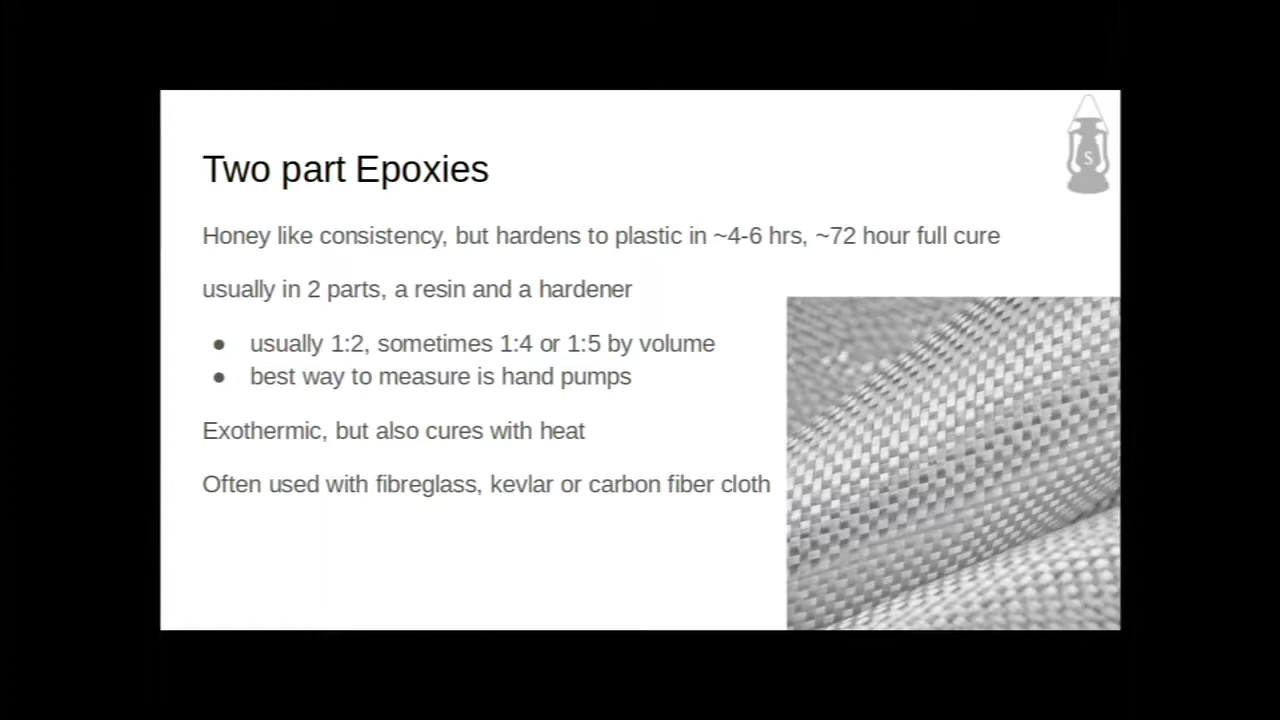 S
Two part Epoxies
Honey like consistency, but hardens to plastic in ~4-6 hrs, ~72 hour full cure
usually in 2 parts, a resin and a hardener
● usually 1:2, sometimes 1:4 or 1:5 by volume
● best way to measure is hand pumps
Exothermic, but also cures with heat
Often used with fibreglass, kevlar or carbon fiber cloth